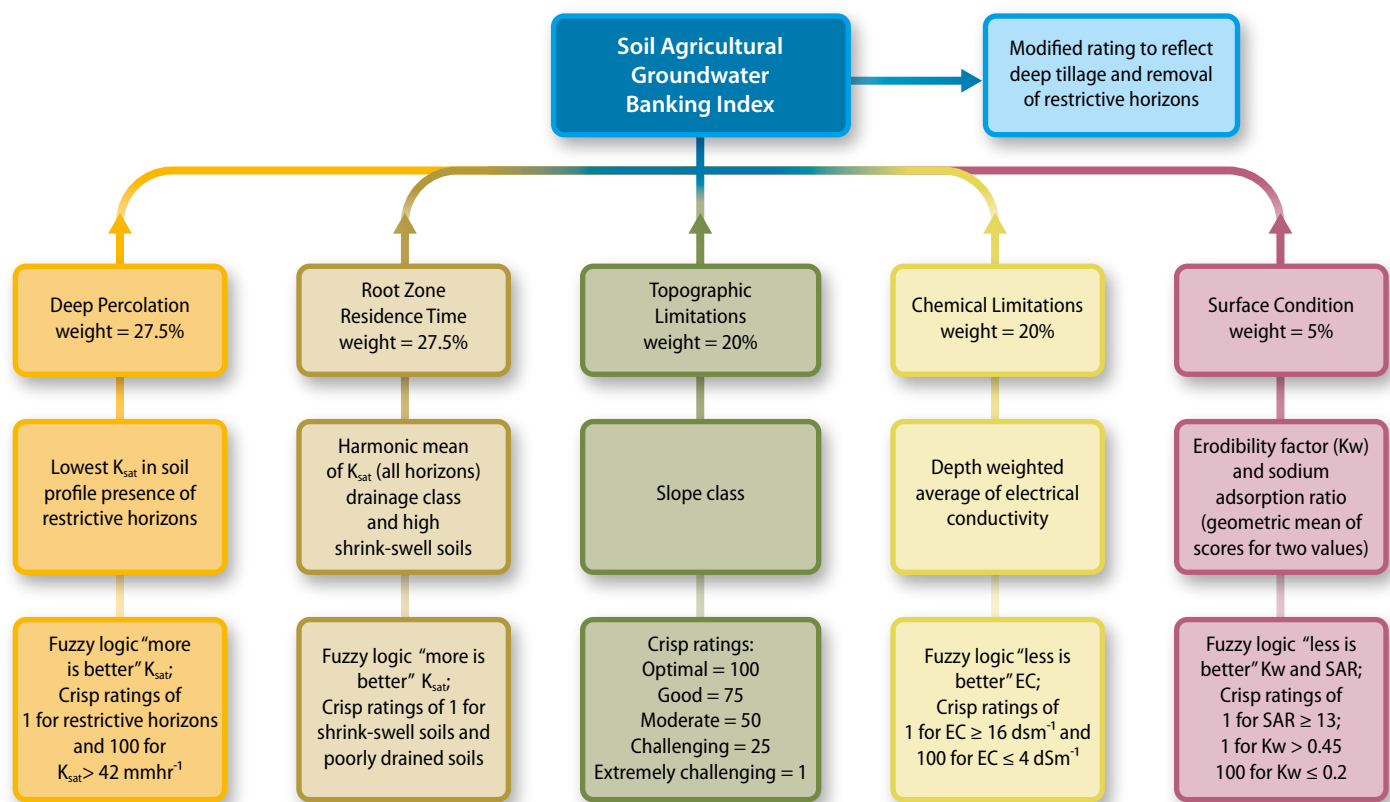 Soil Agricultural
Groundwater
Banking Index
Modified rating to reflect
deep tillage and removal
of restrictive horizons
Deep Percolation
weight = 27.5%
Root Zone
Residence Time
weight = 27.5%
Topographic
Limitations
weight = 20%
Chemical Limitations
weight = 20%
Surface Condition
weight = 5%
Lowest Ksat in soil
profile presence of
restrictive horizons
Harmonic mean
of Ksat (all horizons)
drainage class
and high
shrink-swell soils
Slope class
Depth weighted
average of electrical
conductivity
Erodibility factor (Kw)
and sodium
adsorption ratio
(geometric mean of
scores for two values)
Fuzzy logic “more
is better” Ksat;
Crisp ratings of
1 for restrictive horizons
and 100 for
Ksat > 42 mmhr⁻¹
Fuzzy logic “more is
better” Ksat;
Crisp ratings of 1 for
shrink-swell soils and
poorly drained soils
Crisp ratings:
Optimal = 100
Good = 75
Moderate = 50
Challenging = 25
Extremely challenging = 1
Fuzzy logic “less is
better” EC;
Crisp ratings of
1 for EC ≥ 16 dsm⁻¹ and
100 for EC ≤ 4 dSm⁻¹
Fuzzy logic “less is
better” Kw and SAR;
Crisp ratings of
1 for SAR ≥ 13;
1 for Kw > 0.45
100 for Kw ≤ 0.2